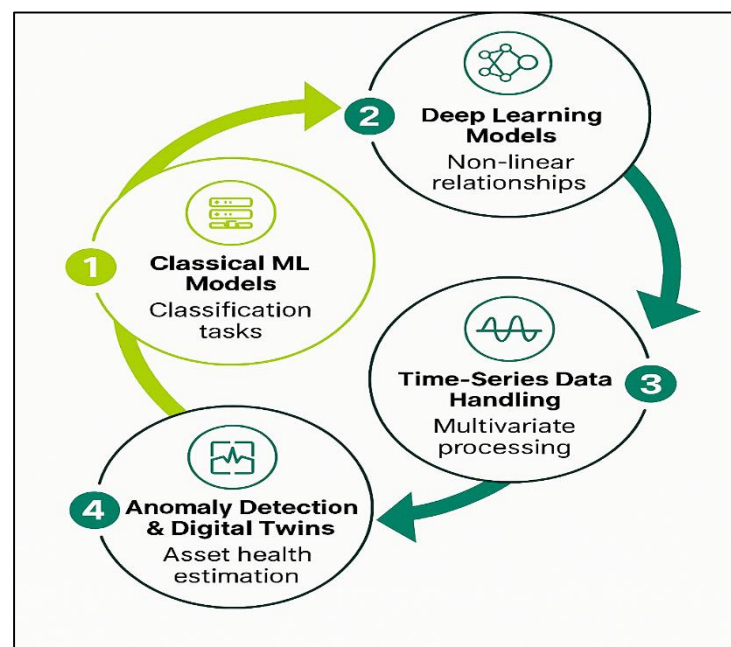 1
Classical ML
Models
Classification
tasks
2
Deep Learning
Models
Non-linear
relationships
Time-Series Data
Handling
3
Multivariate
processing
4
Anomaly Detection
& Digital Twins
Asset health
estimation